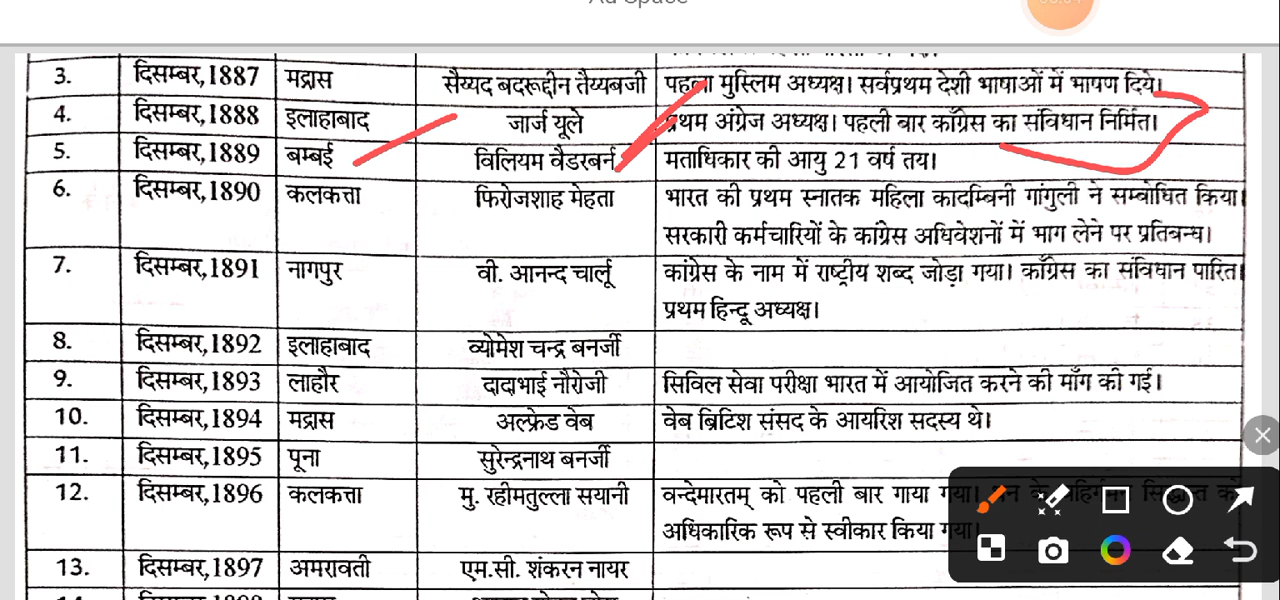 Ad Space
3. दिसम्बर,1887 मद्रास सैय्यद बदरूद्दीन तैय्यबजी पहला मुस्लिम अध्यक्ष। सर्वप्रथम देशी भाषाओं में भाषण दिये।
4. दिसम्बर,1888 इलाहाबाद जार्ज यूले प्रथम अंग्रेज अध्यक्ष। पहली बार काँग्रेस का संविधान निर्मित।
5. दिसम्बर,1889 बम्बई विलियम वैडरबर्न मताधिकार की आयु 21 वर्ष तय।
6. दिसम्बर,1890 कलकत्ता फिरोजशाह मेहता भारत की प्रथम स्नातक महिला कादम्बिनी गांगुली ने सम्बोधित किया।
सरकारी कर्मचारियों के कांग्रेस अधिवेशनों में भाग लेने पर प्रतिबन्ध।
7. दिसम्बर,1891 नागपुर वी. आनन्द चार्लू कांग्रेस के नाम में राष्ट्रीय शब्द जोड़ा गया। काँग्रेस का संविधान पारित।
प्रथम हिन्दू अध्यक्ष।
8. दिसम्बर,1892 इलाहाबाद व्योमेश चन्द्र बनर्जी
9. दिसम्बर,1893 लाहौर दादाभाई नौरोजी सिविल सेवा परीक्षा भारत में आयोजित करने की माँग की गई।
10. दिसम्बर,1894 मद्रास अल्फ्रेड वेब वेब ब्रिटिश संसद के आयरिश सदस्य थे।
11. दिसम्बर,1895 पूना सुरेन्द्रनाथ बनर्जी
12. दिसम्बर,1896 कलकत्ता मु. रहीमतुल्ला सयानी वन्देमारतम् को पहली बार गाया गया। के सिद्धान्त को
अधिकारिक रूप से स्वीकार किया गया।
13. दिसम्बर,1897 अमरावती एम.सी. शंकरन नायर